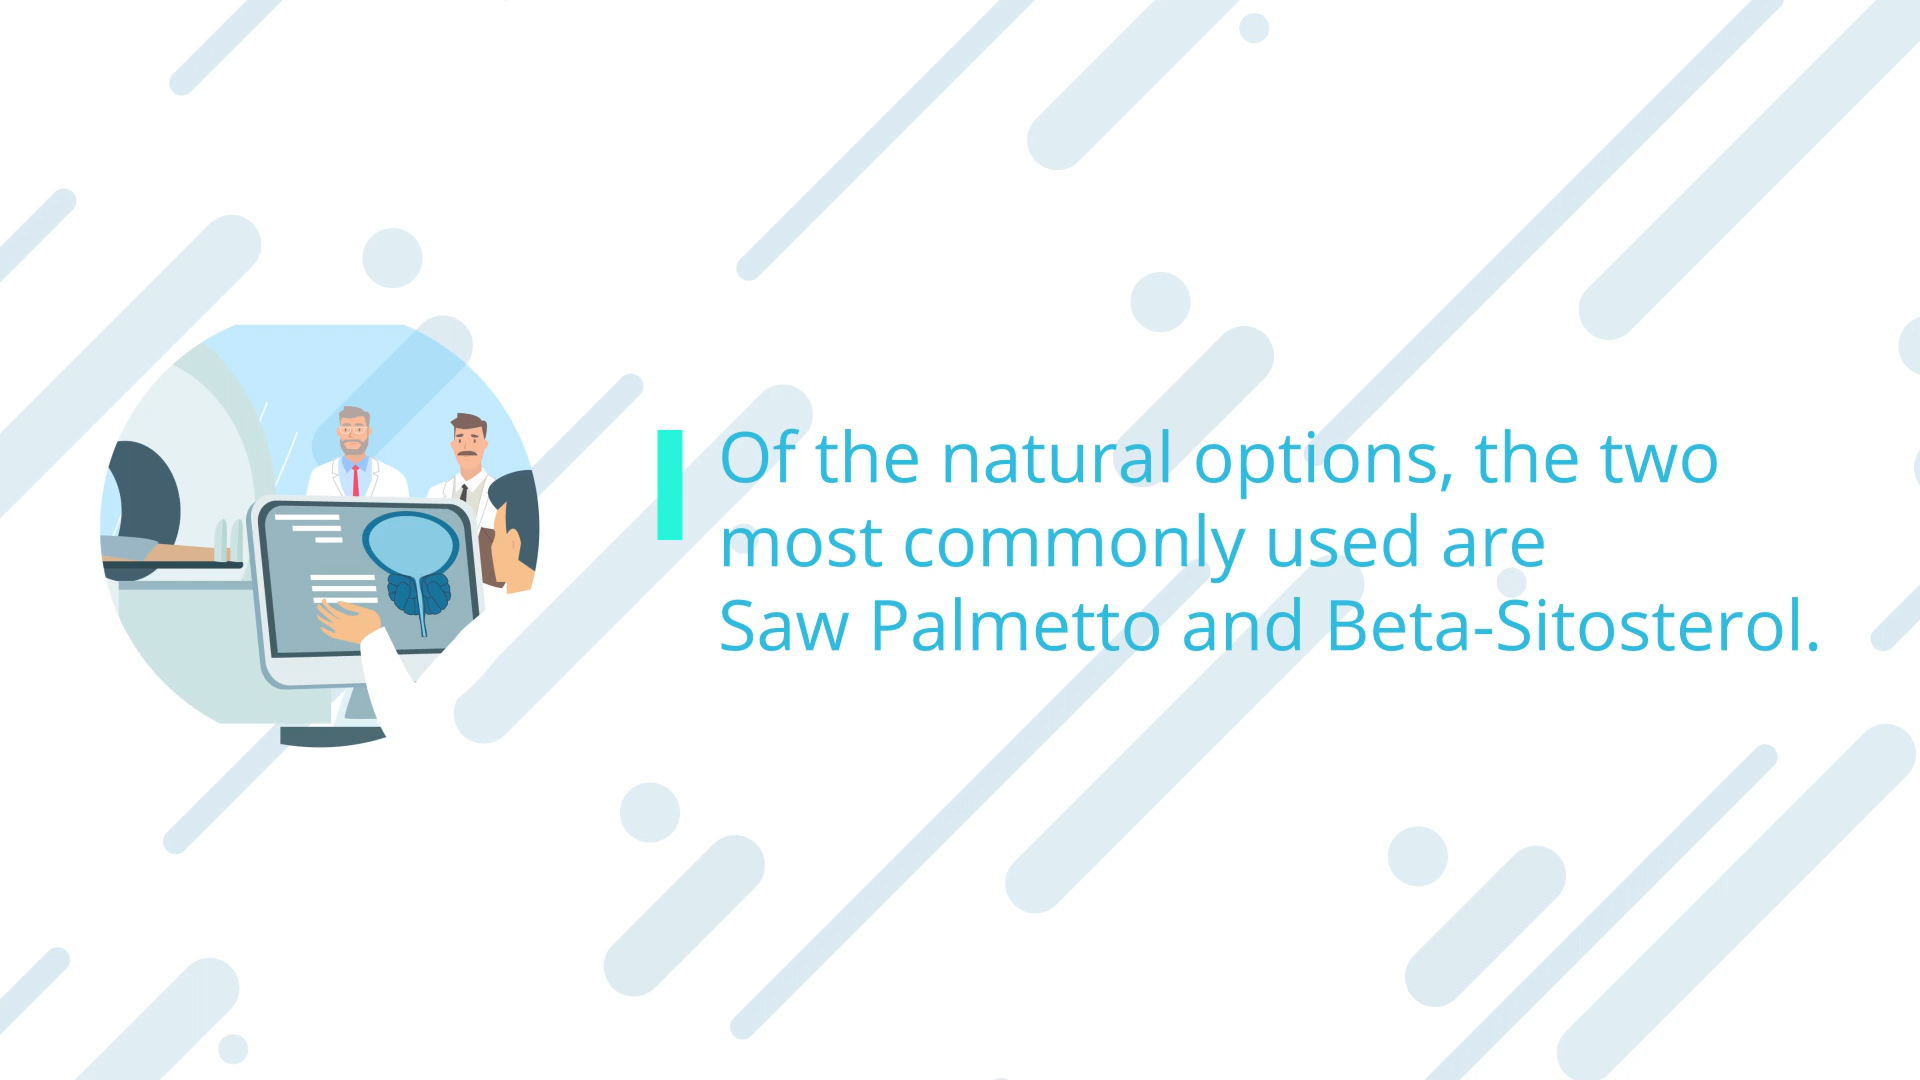 Of the natural options, the two
most commonly used are
Saw Palmetto and Beta-Sitosterol.